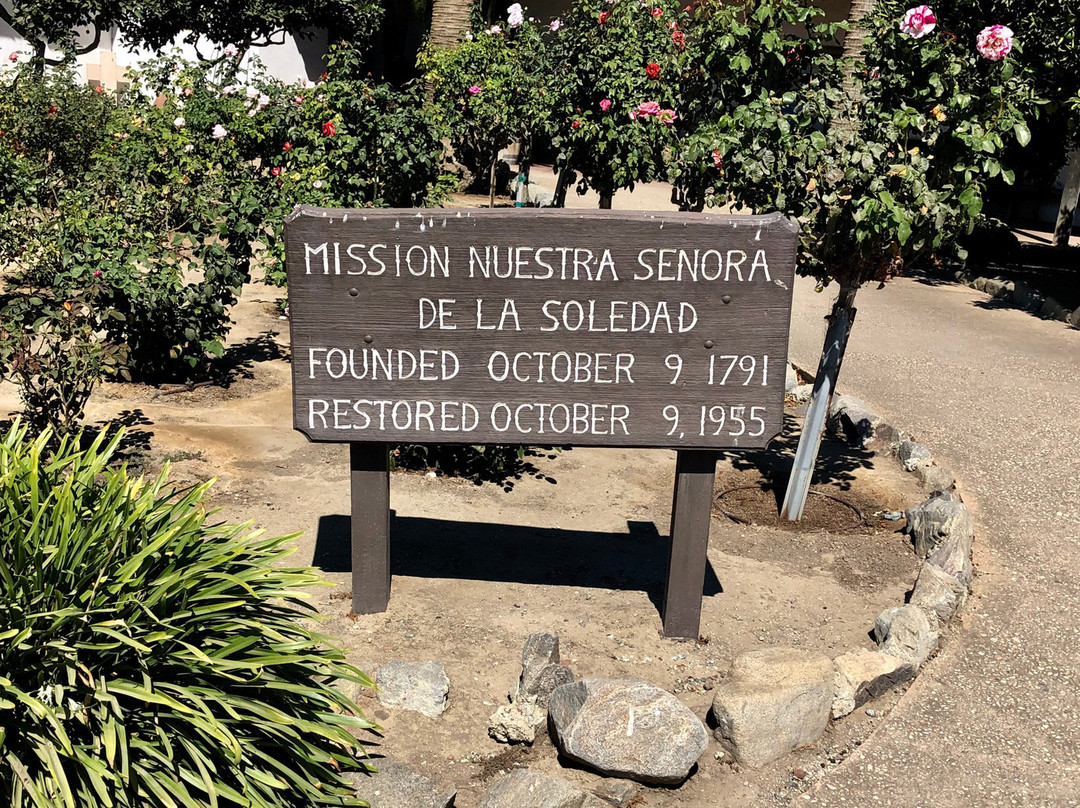 MISSION NUESTRA SENORA
DE LA SOLEDAD
FOUNDED OCTOBER 9, 1791
RESTORED OCTOBER 9, 1955